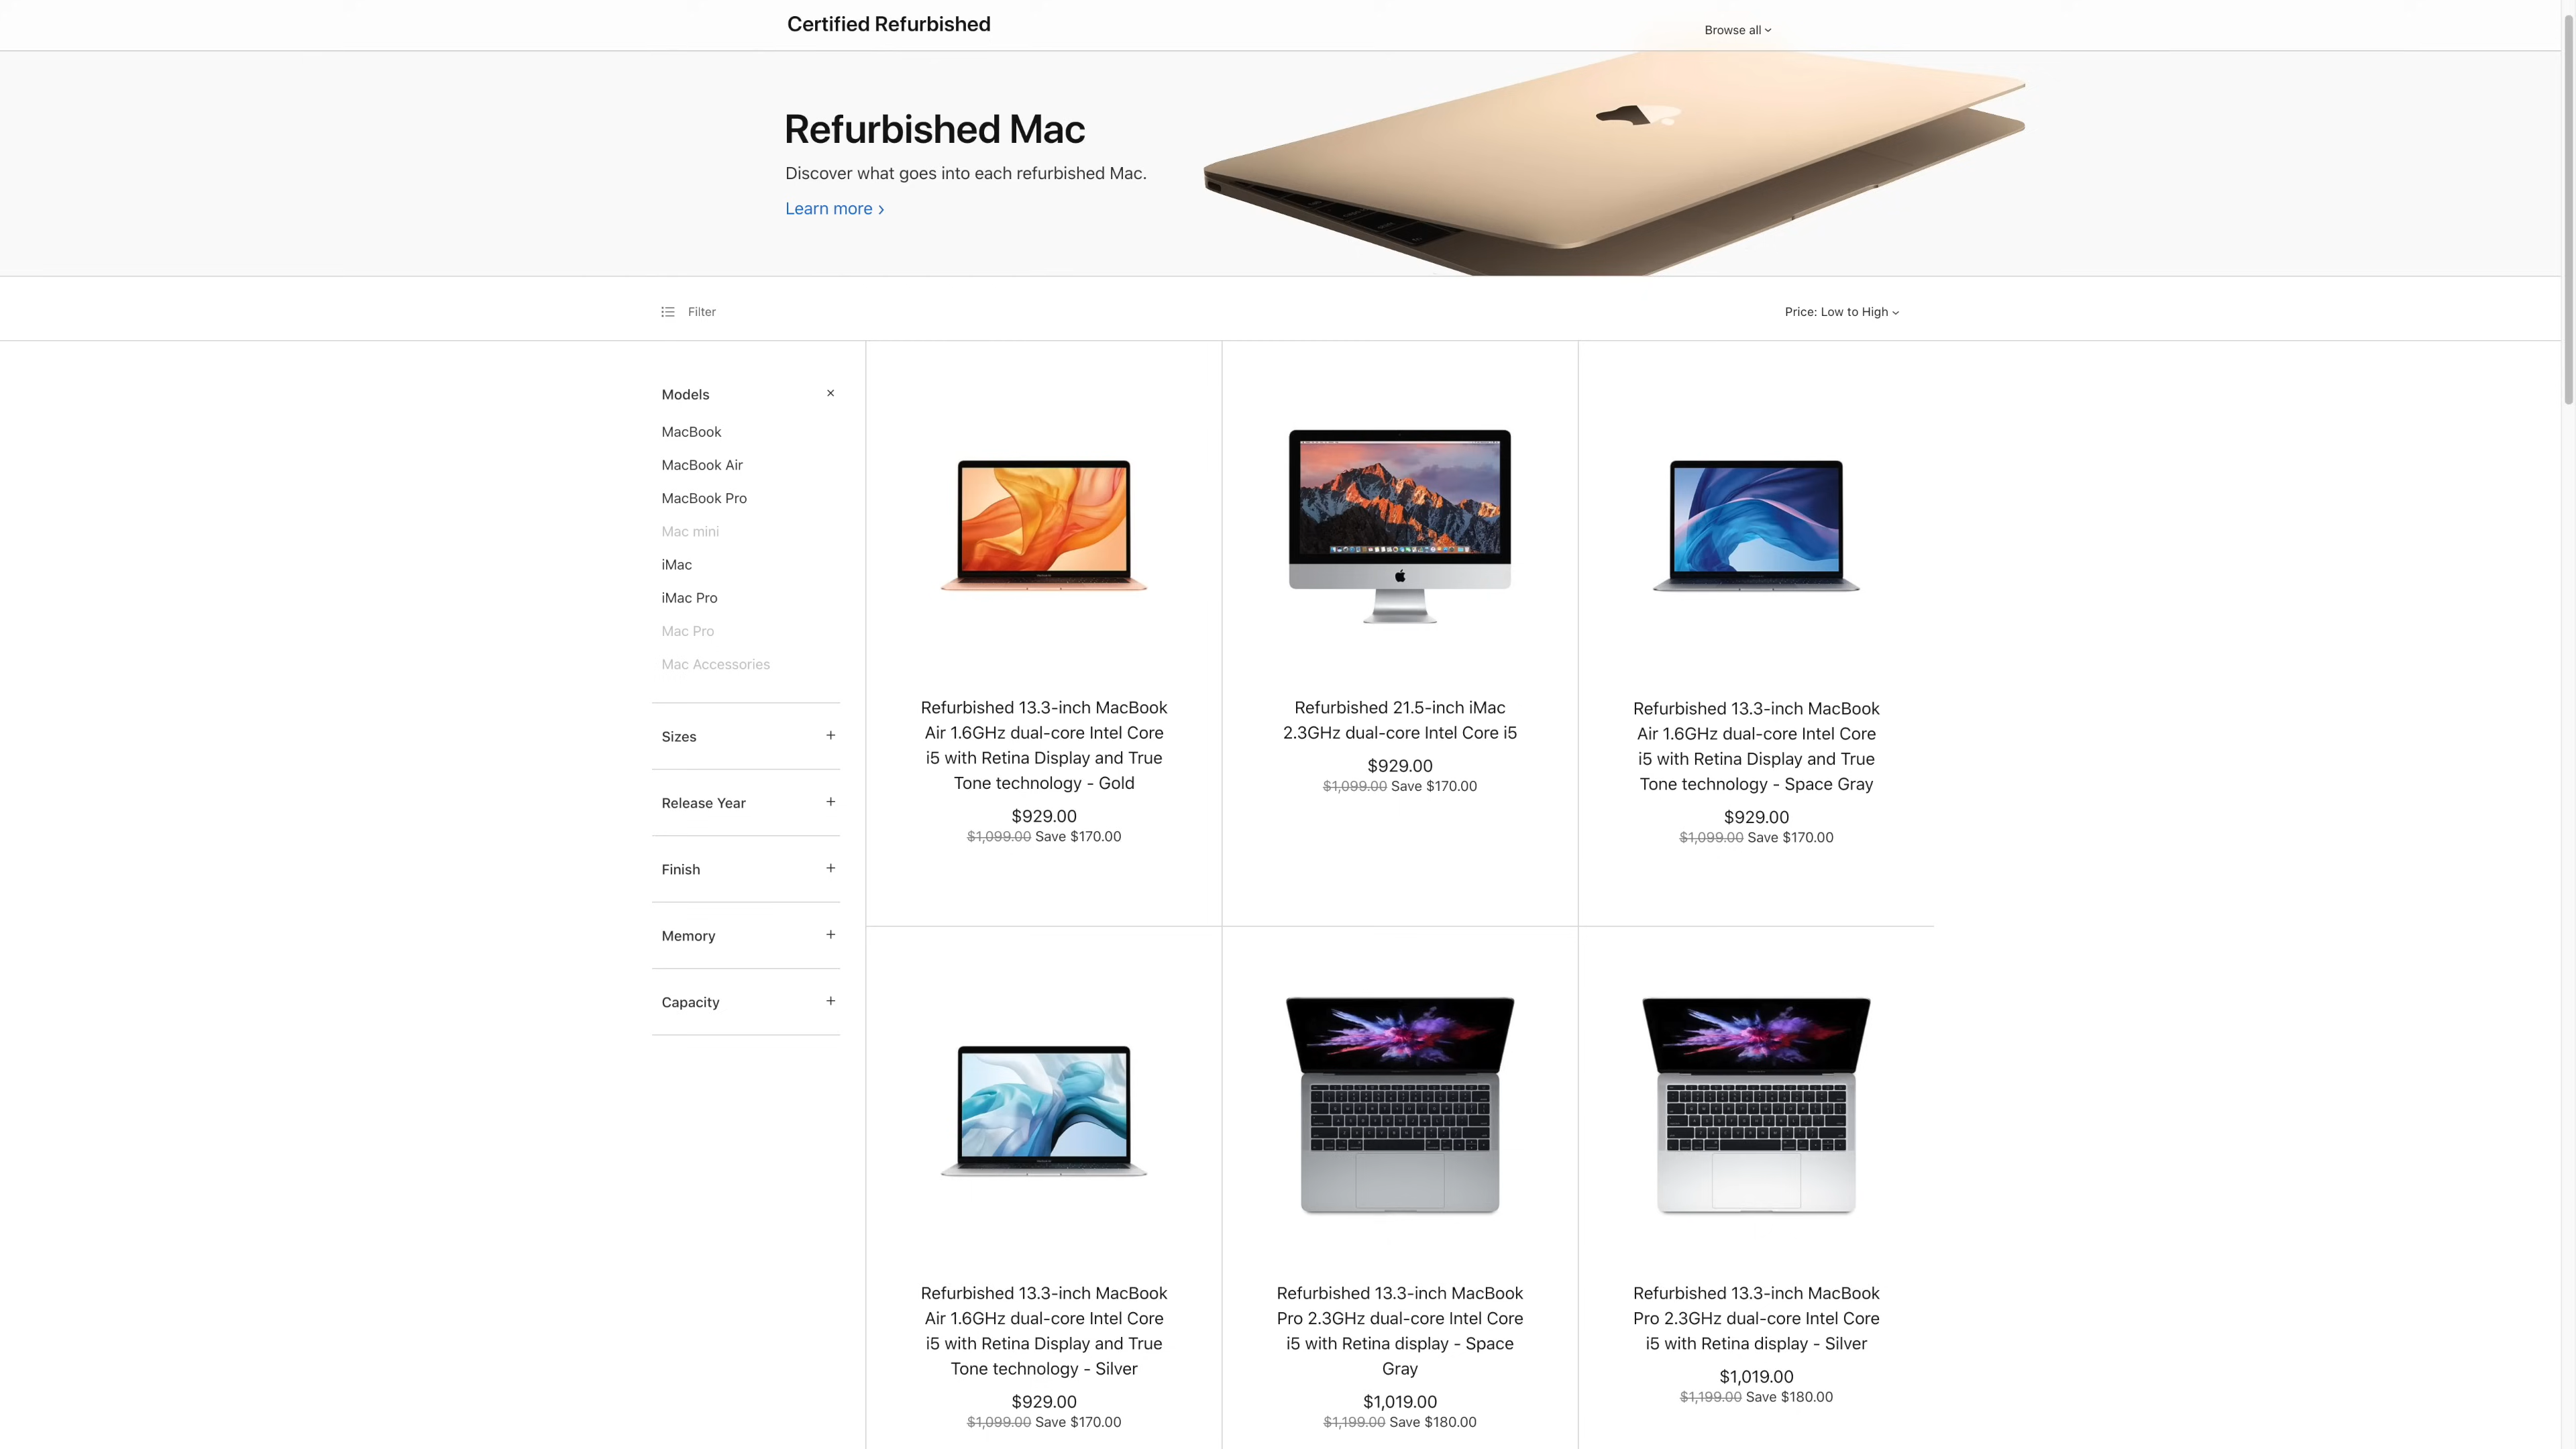 Certified Refurbished
Browse all
Refurbished Mac
Discover what goes into each refurbished Mac.
Learn more
Filter
Price: Low to High
Models
MacBook
MacBook Air
MacBook Pro
Mac mini
iMac
iMac Pro
Mac Pro
Mac Accessories
Sizes
Release Year
Finish
Memory
Capacity
Refurbished 13.3-inch MacBook
Air 1.6GHz dual-core Intel Core
i5 with Retina Display and True
Tone technology - Gold
$929.00
$1,099.00 Save $170.00
Refurbished 21.5-inch iMac
2.3GHz dual-core Intel Core i5
$929.00
$1,099.00 Save $170.00
Refurbished 13.3-inch MacBook
Air 1.6GHz dual-core Intel Core
i5 with Retina Display and True
Tone technology - Space Gray
$929.00
$1,099.00 Save $170.00
Refurbished 13.3-inch MacBook
Air 1.6GHz dual-core Intel Core
i5 with Retina Display and True
Tone technology - Silver
$929.00
$1,099.00 Save $170.00
Refurbished 13.3-inch MacBook
Pro 2.3GHz dual-core Intel Core
i5 with Retina display - Space
Gray
$1,019.00
$1,199.00 Save $180.00
Refurbished 13.3-inch MacBook
Pro 2.3GHz dual-core Intel Core
i5 with Retina display - Silver
$1,019.00
$1,199.00 Save $180.00